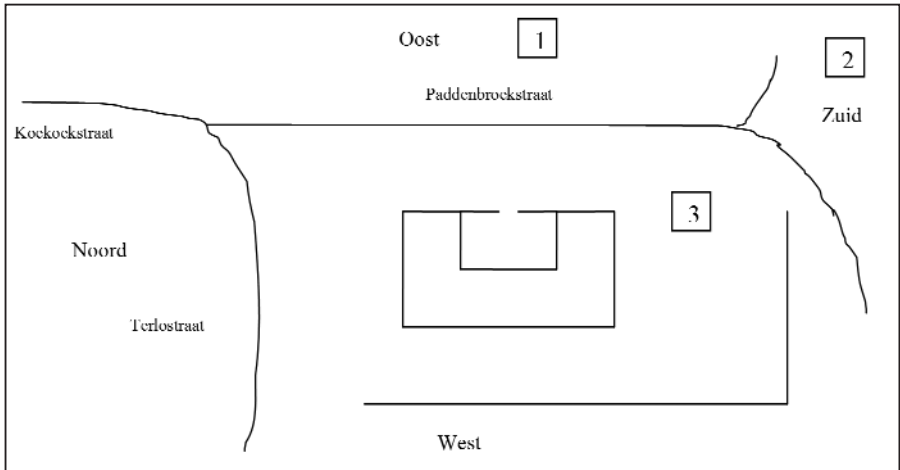 Oost
1
2
Paddenbroekstraat
Zuid
Koekoekstraat
3
Noord
Terlostraat
West